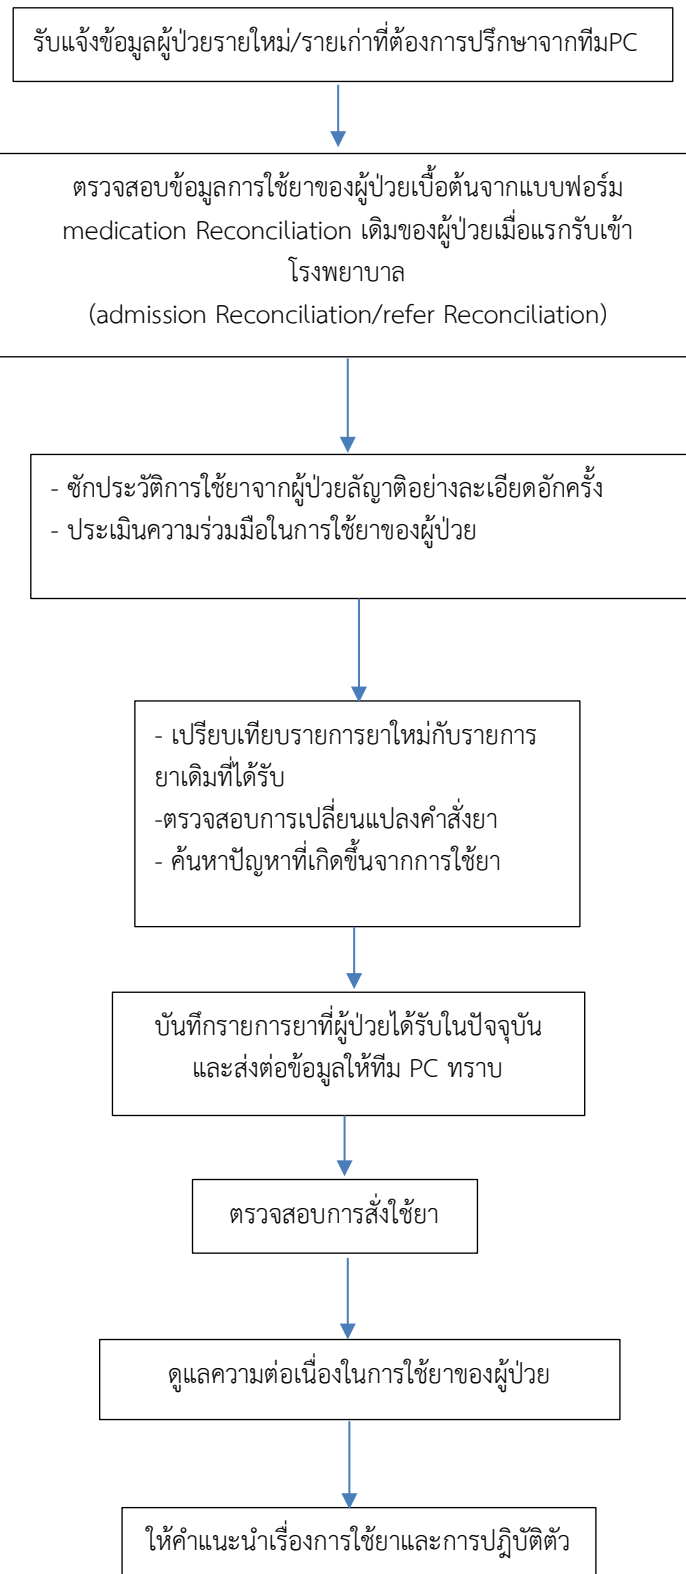 รับแจ้งข้อมูลผู้ป่วยรายใหม่/รายเก่าที่ต้องการปรึกษาจากทีมPC
ตรวจสอบข้อมูลการใช้ยาของผู้ป่วยเบื้อต้นจากแบบฟอร์ม
medication Reconciliation เดิมของผู้ป่วยเมื่อแรกรับเข้า
โรงพยาบาล
(admission Reconciliation/refer Reconciliation)
- ซักประวัติการใช้ยาจากผู้ป่วยลัญาติอย่างละเอียดอักครั้ง
- ประเมินความร่วมมือในการใช้ยาของผู้ป่วย
- เปรียบเทียบรายการยาใหม่กับรายการ
ยาเดิมที่ได้รับ
-ตรวจสอบการเปลี่ยนแปลงคำสั่งยา
- ค้นหาปัญหาที่เกิดขึ้นจากการใช้ยา
บันทึกรายการยาที่ผู้ป่วยได้รับในปัจจุบัน
และส่งต่อข้อมูลให้ทีม PC ทราบ
ตรวจสอบการสั่งใช้ยา
ดูแลความต่อเนื่องในการใช้ยาของผู้ป่วย
ให้คำแนะนำเรื่องการใช้ยาและการปฎิบัติตัว